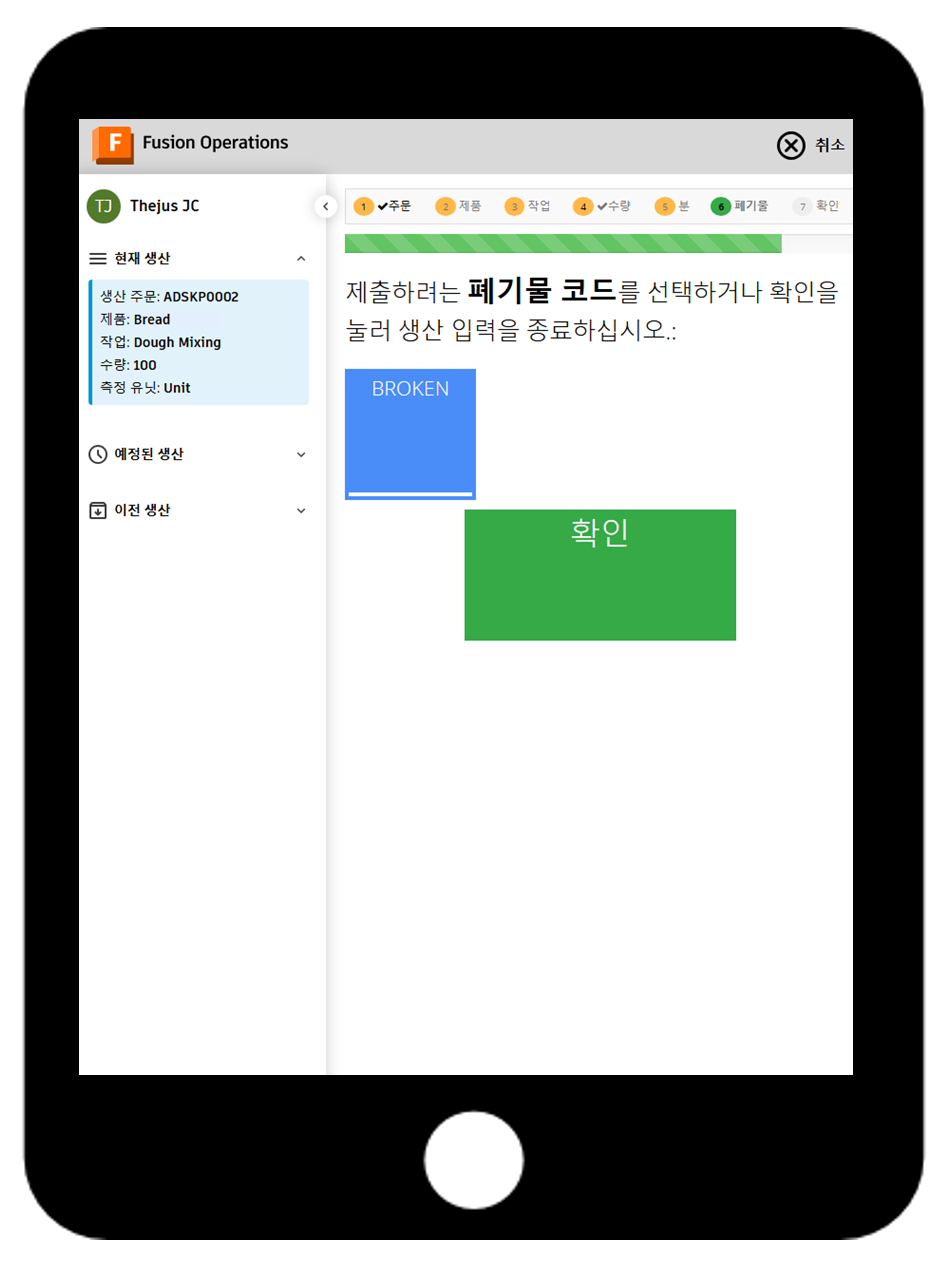 F Fusion Operations
취소
TJ Thejus JC
현재 생산
생산 주문: ADSKP0002
제품: Bread
작업: Dough Mixing
수량: 100
측정 유닛: Unit
예정된 생산
이전 생산
1 ✔주문 2 제품 3 작업 4 ✔수량 5 분 6 폐기물 7 확인
제출하려는 폐기물 코드를 선택하거나 확인을
눌러 생산 입력을 종료하십시오.:
BROKEN
확인